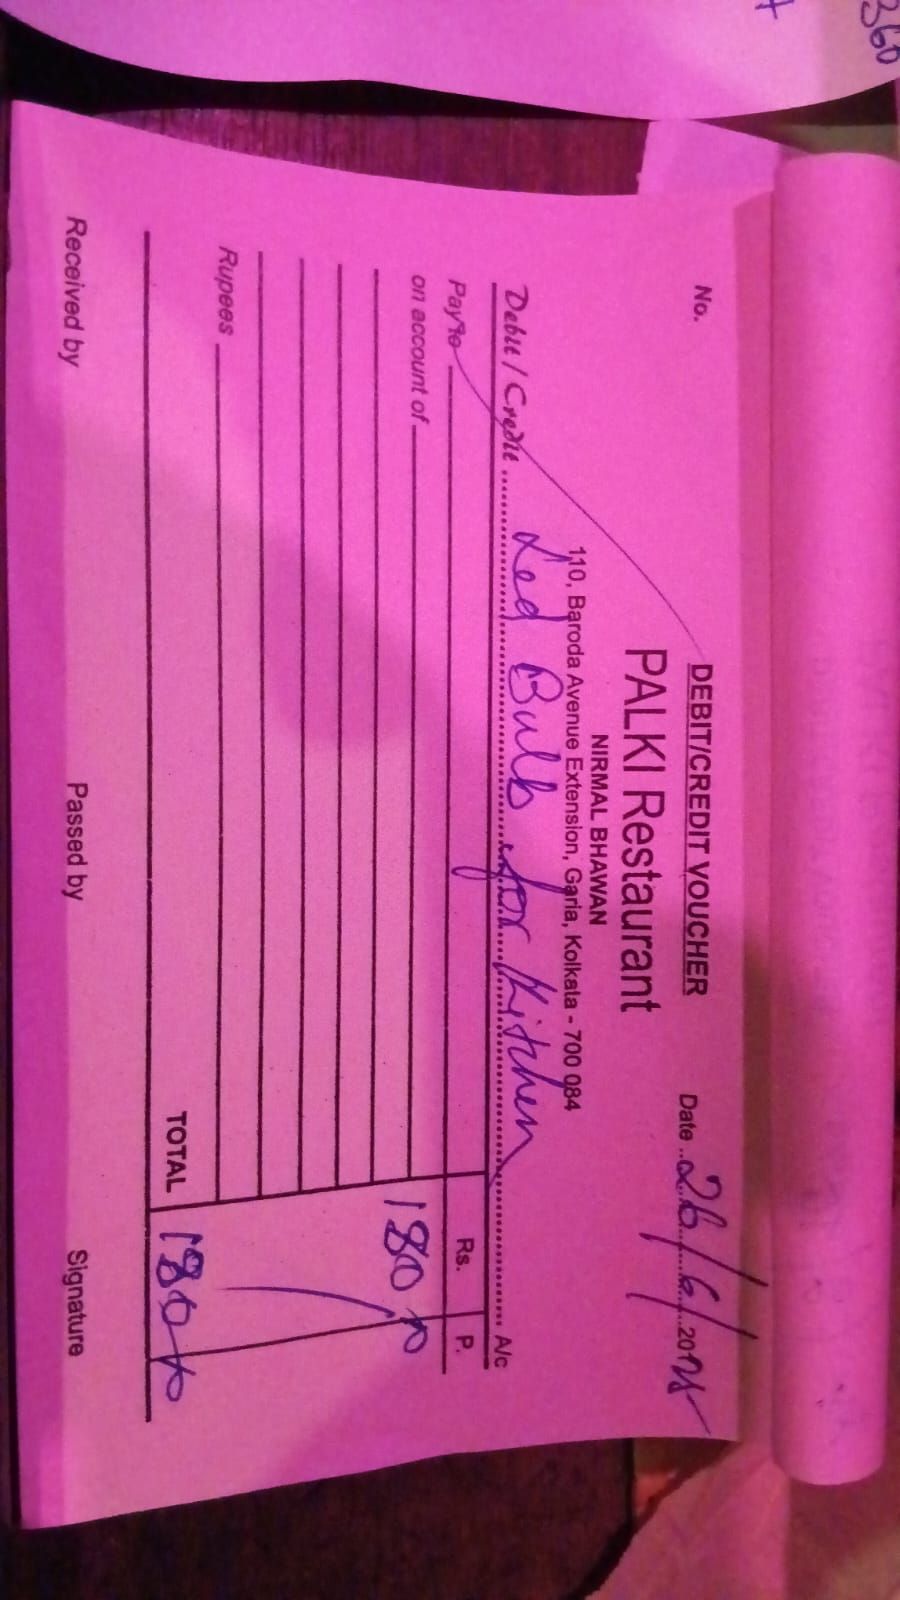 360
DEBIT/CREDIT VOUCHER
No.
PALKI Restaurant
Date ..26/6/2025
NIRMAL BHAWAN
110, Baroda Avenue Extension, Garia, Kolkata - 700 084
Debit / Credit Led Bulb for Kitchen A/c
Pay to
Rs. P.
on account of
180
Rupees
TOTAL 180
Received by Passed by Signature